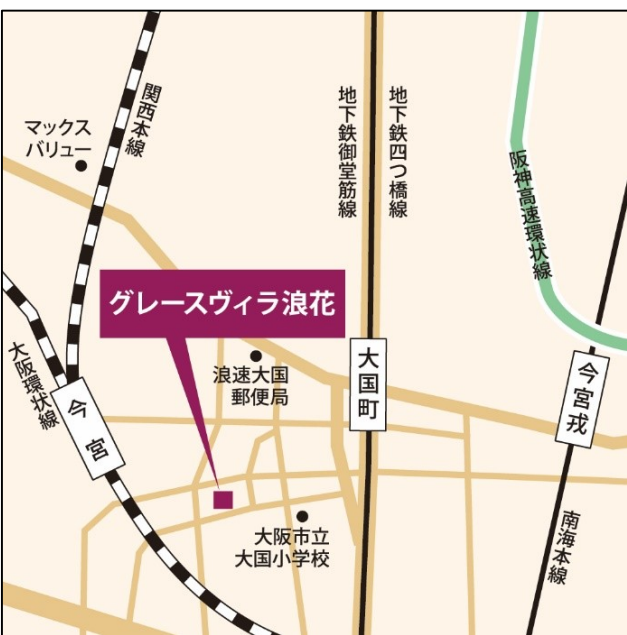 マックス
バリュー
関西本線
地下鉄御堂筋線
地下鉄四つ橋線
阪神高速環状線
グレースヴィラ浪花
大阪環状線
浪速大国
郵便局
大国町
今宮戎
今宮
大阪市立
大国小学校
南海本線